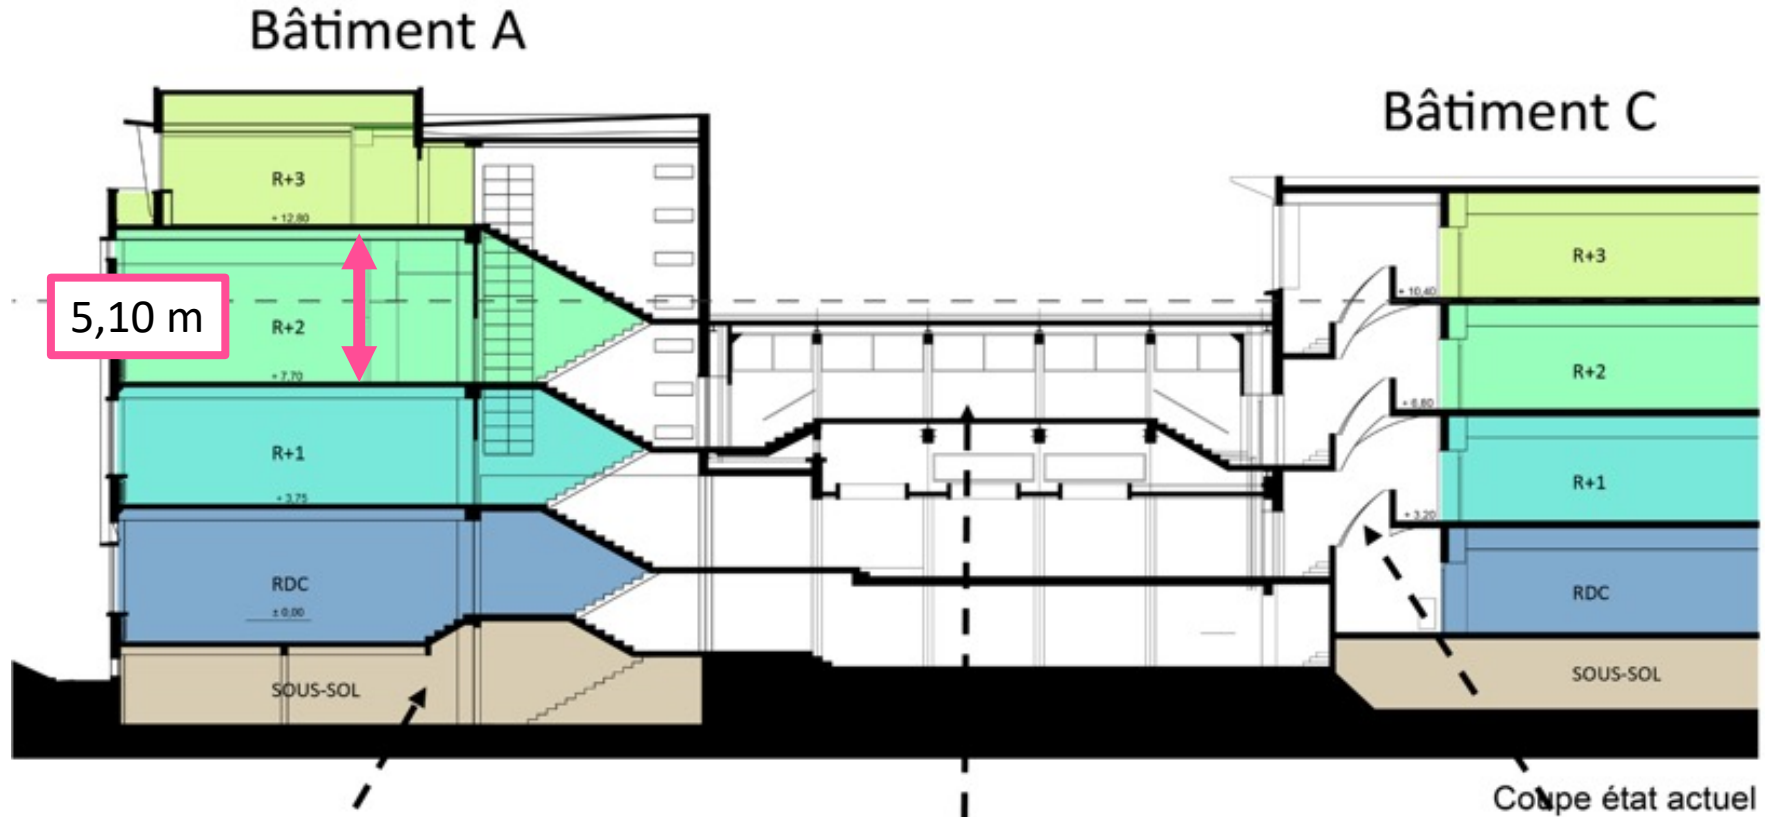 Bâtiment A
Bâtiment C
R+3
+ 12,80
5,10 m
R+2
+ 7,70
R+1
+ 3,75
RDC
± 0,00
SOUS-SOL
R+3
+ 10,40
R+2
+ 6,80
R+1
+ 3,20
RDC
SOUS-SOL
Coupe état actuel